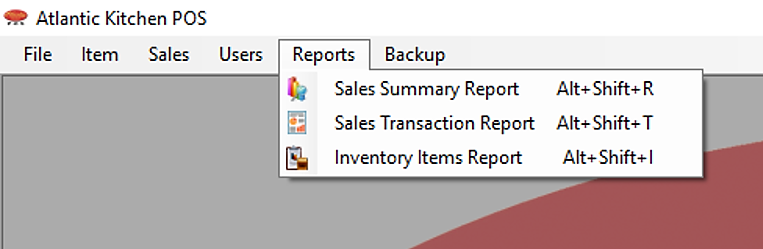 Atlantic Kitchen POS
File Item Sales Users Reports Backup
Sales Summary Report Alt+Shift+R
Sales Transaction Report Alt+Shift+T
Inventory Items Report Alt+Shift+I